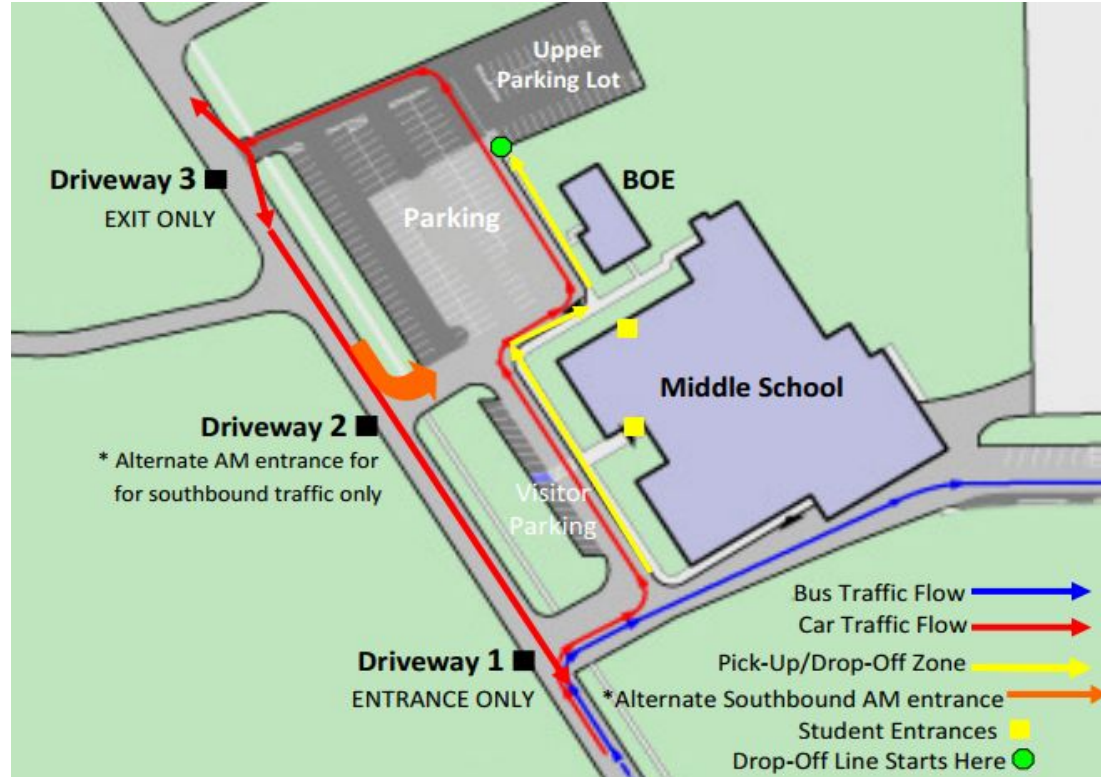 Upper
Parking Lot
BOE
Driveway 3
EXIT ONLY
Parking
Middle School
Driveway 2
* Alternate AM entrance for
for southbound traffic only
Visitor
Parking
Driveway 1
ENTRANCE ONLY
Bus Traffic Flow
Car Traffic Flow
Pick-Up/Drop-Off Zone
*Alternate Southbound AM entrance
Student Entrances
Drop-Off Line Starts Here